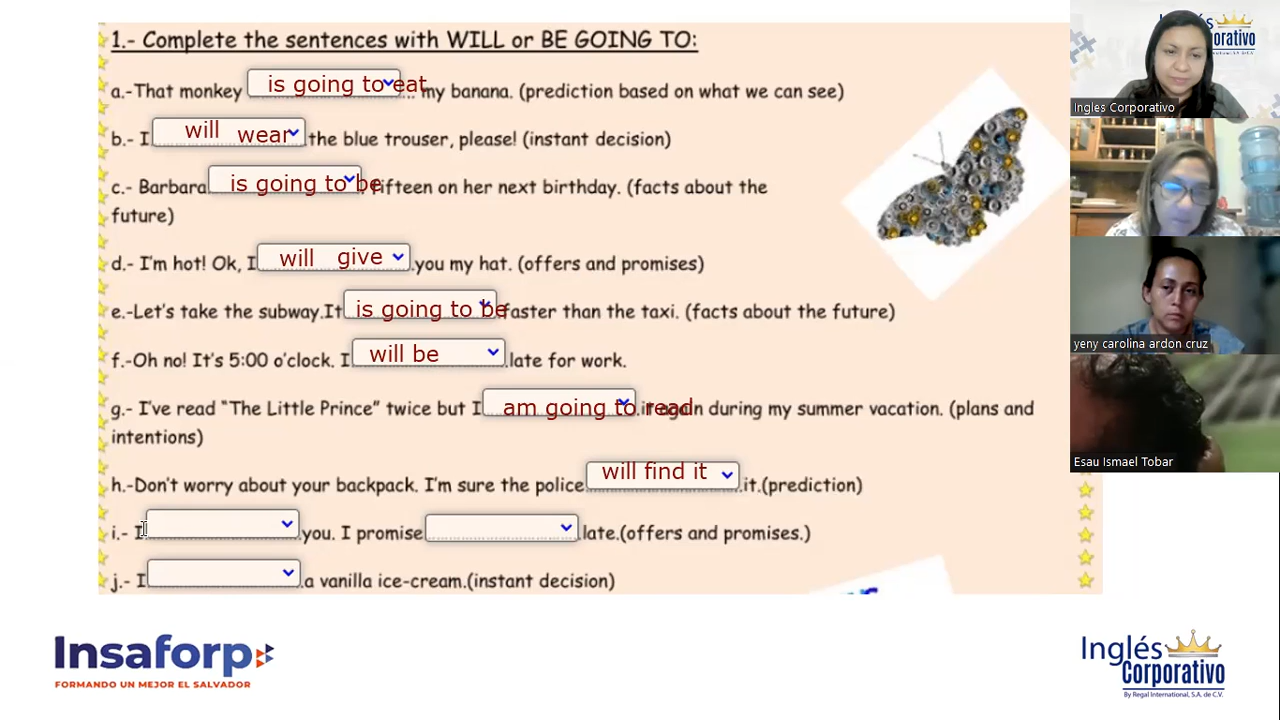 1.- Complete the sentences with WILL or BE GOING TO:
a.-That monkey is going to eat my banana. (prediction based on what we can see)
b.- I will wear the blue trouser, please! (instant decision)
c.- Barbara is going to be fifteen on her next birthday. (facts about the
future)
d.- I'm hot! Ok, I will give you my hat. (offers and promises)
e.-Let's take the subway.It is going to be faster than the taxi. (facts about the future)
f.-Oh no! It's 5:00 o'clock. I will be late for work.
g.- I've read "The Little Prince" twice but I am going to read it again during my summer vacation. (plans and
intentions)
h.-Don't worry about your backpack. I'm sure the police will find it it.(prediction)
i.- I you. I promise late.(offers and promises.)
j.- I a vanilla ice-cream.(instant decision)
Inglés
Corporativo
Ingles Corporativo
yeny carolina ardon cruz
Esau Ismael Tobar
Insaforp
FORMANDO UN MEJOR EL SALVADOR
Inglés
Corporativo
By Regal International, S.A. de C.V.